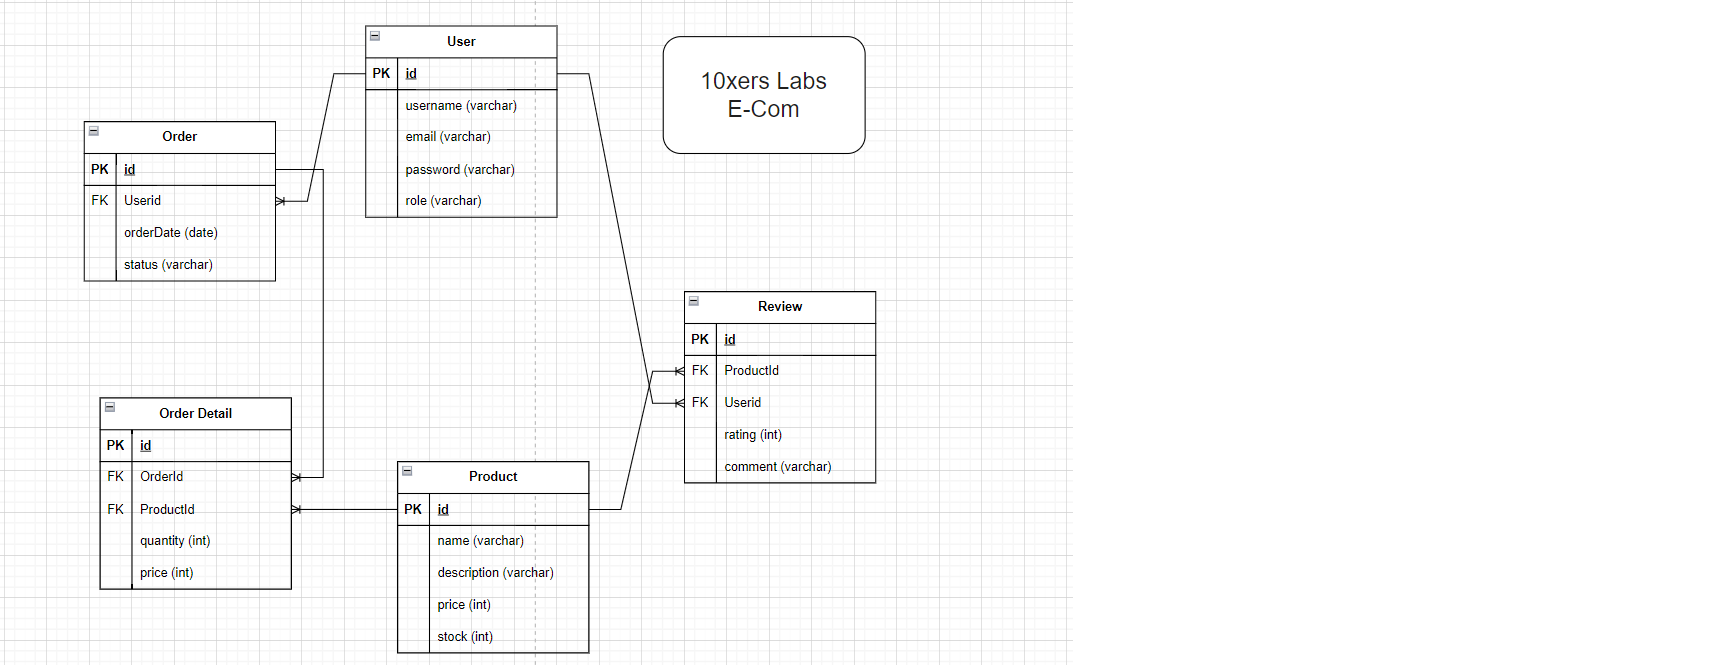 User
PK id
username (varchar)
email (varchar)
password (varchar)
role (varchar)
10xers Labs
E-Com
Order
PK id
FK Userid
orderDate (date)
status (varchar)
Review
PK id
FK ProductId
FK Userid
rating (int)
comment (varchar)
Order Detail
PK id
FK OrderId
FK ProductId
quantity (int)
price (int)
Product
PK id
name (varchar)
description (varchar)
price (int)
stock (int)